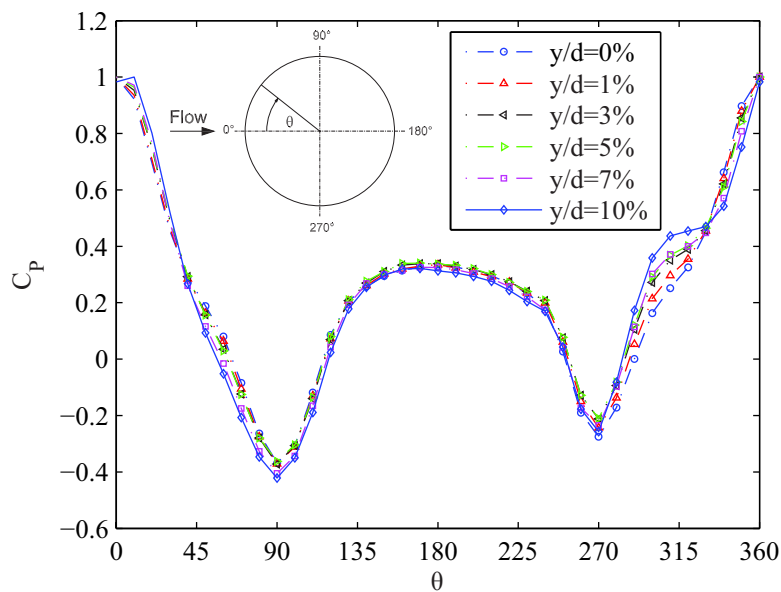 1.2
1
0.8
0.6
0.4
0.2
0
−0.2
−0.4
−0.6
C_P
0 45 90 135 180 225 270 315 360
θ
90°
Flow
0°
θ
180°
270°
y/d=0%
y/d=1%
y/d=3%
y/d=5%
y/d=7%
y/d=10%